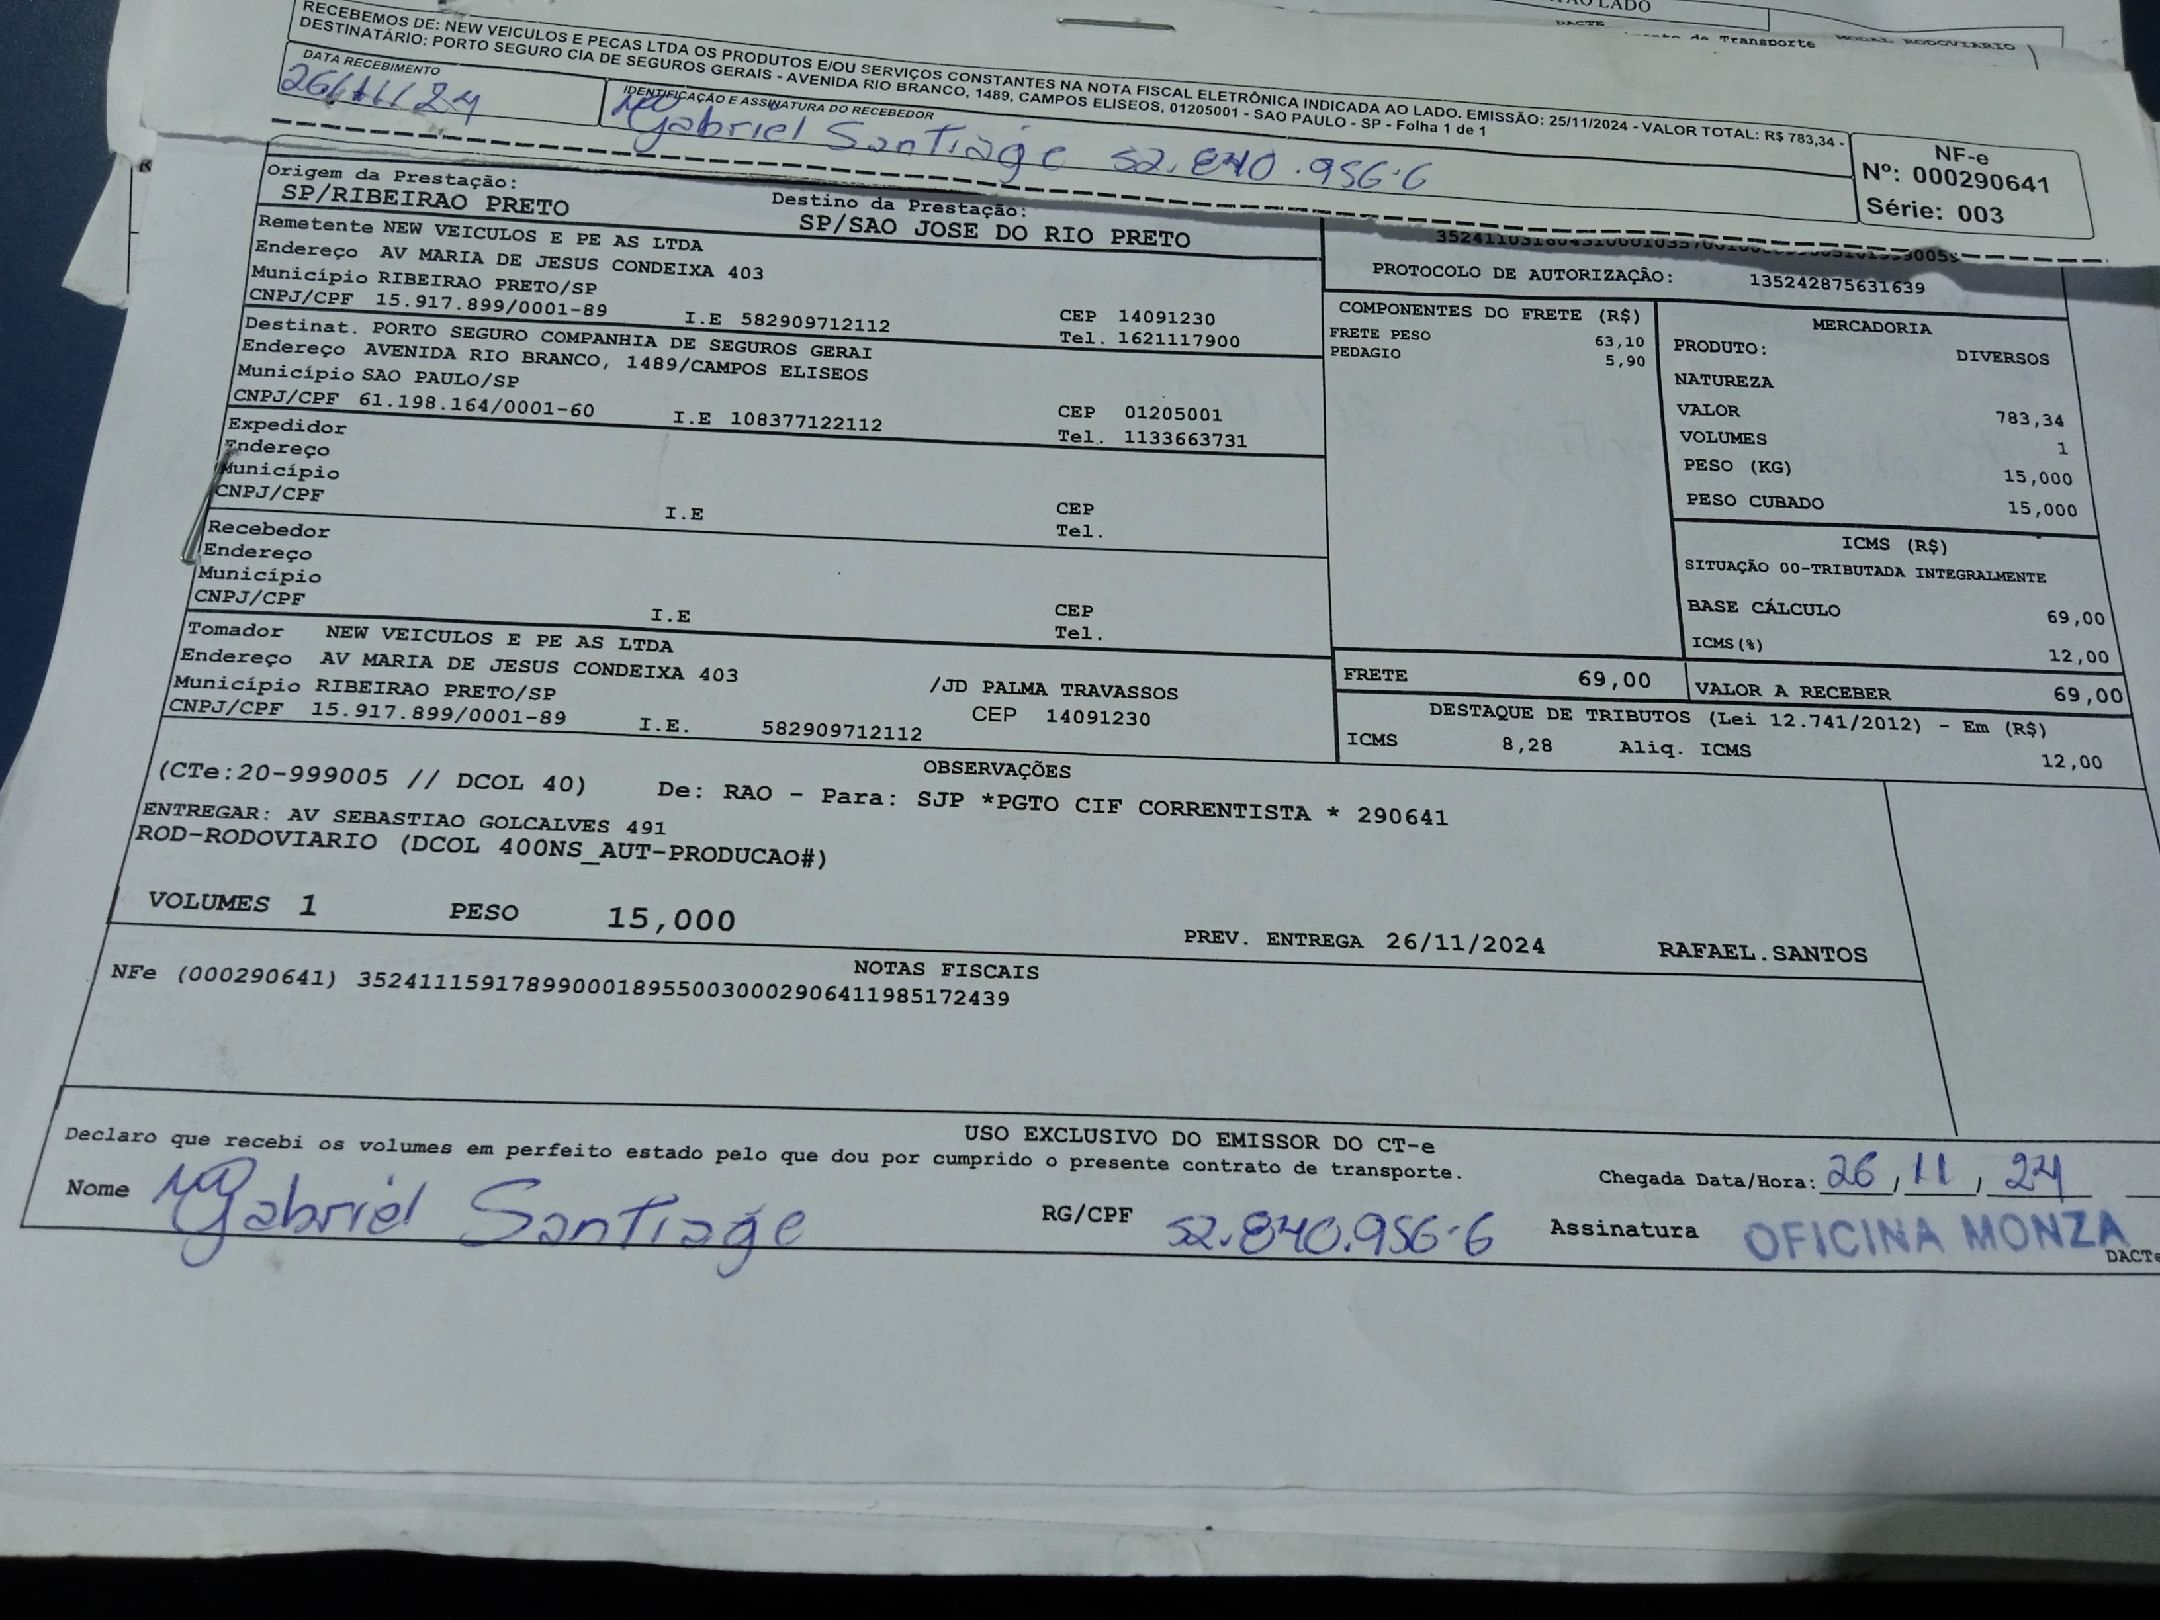 ÃO LADO
DACTE
de Transporte MODAL RODOVIARIO
RECEBEMOS DE: NEW VEICULOS E PECAS LTDA OS PRODUTOS E/OU SERVIÇOS CONSTANTES NA NOTA FISCAL ELETRÔNICA INDICADA AO LADO. EMISSÃO: 25/11/2024 - VALOR TOTAL: R$ 783,34 -
DESTINATÁRIO: PORTO SEGURO CIA DE SEGUROS GERAIS - AVENIDA RIO BRANCO, 1489, CAMPOS ELISEOS, 01205001 - SAO PAULO - SP - Folha 1 de 1
DATA RECEBIMENTO
26/11/24
IDENTIFICAÇÃO E ASSINATURA DO RECEBEDOR
Mª Gabriel Santiage 52.840.956-6
NF-e
Nº: 000290641
Série: 003
Origem da Prestação:
SP/RIBEIRAO PRETO
Destino da Prestação:
SP/SAO JOSE DO RIO PRETO
Remetente NEW VEICULOS E PE AS LTDA
Endereço AV MARIA DE JESUS CONDEIXA 403
Município RIBEIRAO PRETO/SP
CEP 14091230
CNPJ/CPF 15.917.899/0001-89 I.E 582909712112 Tel. 1621117900
Destinat. PORTO SEGURO COMPANHIA DE SEGUROS GERAI
Endereço AVENIDA RIO BRANCO, 1489/CAMPOS ELISEOS
Município SAO PAULO/SP CEP 01205001
CNPJ/CPF 61.198.164/0001-60 I.E 108377122112 Tel. 1133663731
Expedidor
Endereço
Município CEP
CNPJ/CPF I.E Tel.
Recebedor
Endereço
Município CEP
CNPJ/CPF I.E Tel.
Tomador NEW VEICULOS E PE AS LTDA
Endereço AV MARIA DE JESUS CONDEIXA 403 /JD PALMA TRAVASSOS
Município RIBEIRAO PRETO/SP CEP 14091230
CNPJ/CPF 15.917.899/0001-89 I.E. 582909712112
PROTOCOLO DE AUTORIZAÇÃO: 135242875631639
COMPONENTES DO FRETE (R$)
FRETE PESO 63,10
PEDAGIO 5,90
MERCADORIA
PRODUTO: DIVERSOS
NATUREZA
VALOR 783,34
VOLUMES 1
PESO (KG) 15,000
PESO CUBADO 15,000
ICMS (R$)
SITUAÇÃO 00-TRIBUTADA INTEGRALMENTE
BASE CÁLCULO 69,00
ICMS(%) 12,00
FRETE 69,00 VALOR A RECEBER 69,00
DESTAQUE DE TRIBUTOS (Lei 12.741/2012) - Em (R$)
ICMS 8,28 Aliq. ICMS 12,00
OBSERVAÇÕES
(CTe:20-999005 // DCOL 40) De: RAO - Para: SJP *PGTO CIF CORRENTISTA * 290641
ENTREGAR: AV SEBASTIAO GOLCALVES 491
ROD-RODOVIARIO (DCOL 400NS_AUT-PRODUCAO#)
VOLUMES 1 PESO 15,000 PREV. ENTREGA 26/11/2024 RAFAEL.SANTOS
NOTAS FISCAIS
NFe (000290641) 35241115917899000189550030002906411985172439
USO EXCLUSIVO DO EMISSOR DO CT-e
Declaro que recebi os volumes em perfeito estado pelo que dou por cumprido o presente contrato de transporte.
Chegada Data/Hora: 26/11/24
Nome Mª Gabriel Santiage RG/CPF 52.840.956-6 Assinatura OFICINA MONZA
DACTe